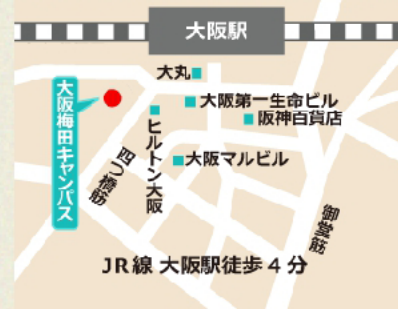 大阪駅
大丸
大阪第一生命ビル
阪神百貨店
大阪梅田キャンパス
ヒルトン大阪
大阪マルビル
四つ橋筋
御堂筋
JR線 大阪駅徒歩4分